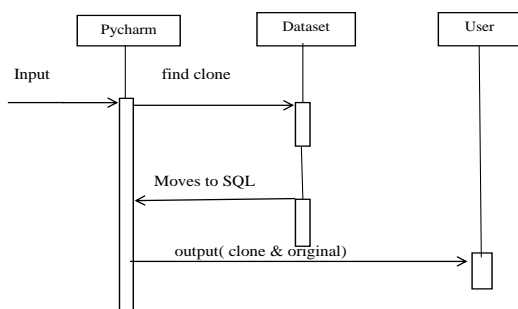 Pycharm
Dataset
User
Input
find clone
Moves to SQL
output( clone & original)